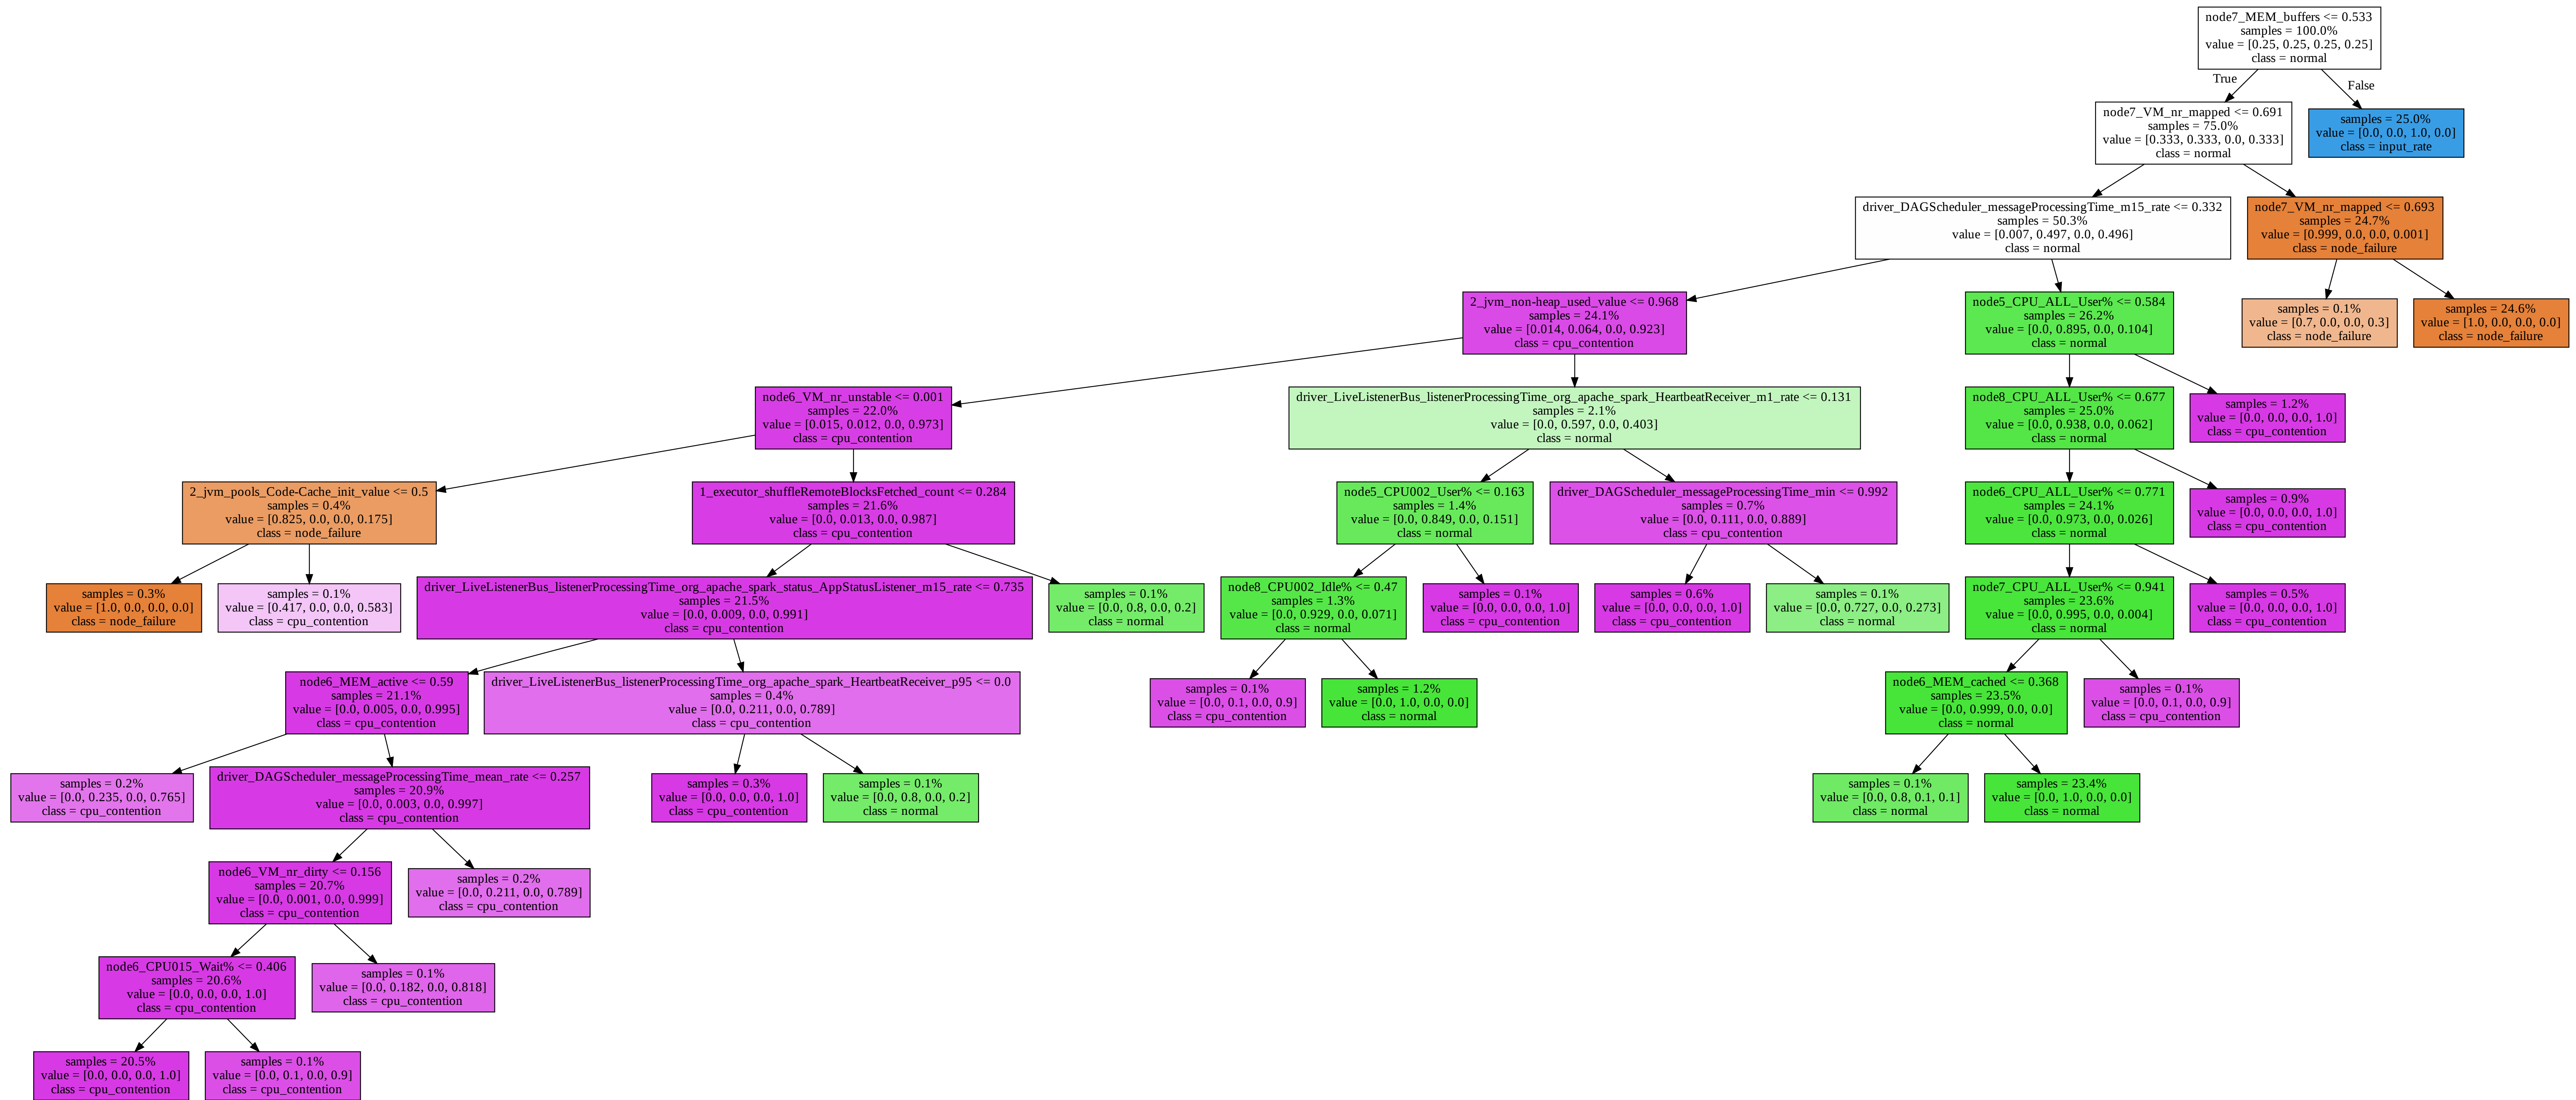 node7_MEM_buffers <= 0.533
samples = 100.0%
value = [0.25, 0.25, 0.25, 0.25]
class = normal
True
False
node7_VM_nr_mapped <= 0.691
samples = 75.0%
value = [0.333, 0.333, 0.0, 0.333]
class = normal
samples = 25.0%
value = [0.0, 0.0, 1.0, 0.0]
class = input_rate
driver_DAGScheduler_messageProcessingTime_m15_rate <= 0.332
samples = 50.3%
value = [0.007, 0.497, 0.0, 0.496]
class = normal
node7_VM_nr_mapped <= 0.693
samples = 24.7%
value = [0.999, 0.0, 0.0, 0.001]
class = node_failure
2_jvm_non-heap_used_value <= 0.968
samples = 24.1%
value = [0.014, 0.064, 0.0, 0.923]
class = cpu_contention
node5_CPU_ALL_User% <= 0.584
samples = 26.2%
value = [0.0, 0.895, 0.0, 0.104]
class = normal
samples = 0.1%
value = [0.7, 0.0, 0.0, 0.3]
class = node_failure
samples = 24.6%
value = [1.0, 0.0, 0.0, 0.0]
class = node_failure
node6_VM_nr_unstable <= 0.001
samples = 22.0%
value = [0.015, 0.012, 0.0, 0.973]
class = cpu_contention
driver_LiveListenerBus_listenerProcessingTime_org_apache_spark_HeartbeatReceiver_m1_rate <= 0.131
samples = 2.1%
value = [0.0, 0.597, 0.0, 0.403]
class = normal
node8_CPU_ALL_User% <= 0.677
samples = 25.0%
value = [0.0, 0.938, 0.0, 0.062]
class = normal
samples = 1.2%
value = [0.0, 0.0, 0.0, 1.0]
class = cpu_contention
2_jvm_pools_Code-Cache_init_value <= 0.5
samples = 0.4%
value = [0.825, 0.0, 0.0, 0.175]
class = node_failure
1_executor_shuffleRemoteBlocksFetched_count <= 0.284
samples = 21.6%
value = [0.0, 0.013, 0.0, 0.987]
class = cpu_contention
node5_CPU002_User% <= 0.163
samples = 1.4%
value = [0.0, 0.849, 0.0, 0.151]
class = normal
driver_DAGScheduler_messageProcessingTime_min <= 0.992
samples = 0.7%
value = [0.0, 0.111, 0.0, 0.889]
class = cpu_contention
node6_CPU_ALL_User% <= 0.771
samples = 24.1%
value = [0.0, 0.973, 0.0, 0.026]
class = normal
samples = 0.9%
value = [0.0, 0.0, 0.0, 1.0]
class = cpu_contention
samples = 0.3%
value = [1.0, 0.0, 0.0, 0.0]
class = node_failure
samples = 0.1%
value = [0.417, 0.0, 0.0, 0.583]
class = cpu_contention
driver_LiveListenerBus_listenerProcessingTime_org_apache_spark_status_AppStatusListener_m15_rate <= 0.735
samples = 21.5%
value = [0.0, 0.009, 0.0, 0.991]
class = cpu_contention
samples = 0.1%
value = [0.0, 0.8, 0.0, 0.2]
class = normal
node8_CPU002_Idle% <= 0.47
samples = 1.3%
value = [0.0, 0.929, 0.0, 0.071]
class = normal
samples = 0.1%
value = [0.0, 0.0, 0.0, 1.0]
class = cpu_contention
samples = 0.6%
value = [0.0, 0.0, 0.0, 1.0]
class = cpu_contention
samples = 0.1%
value = [0.0, 0.727, 0.0, 0.273]
class = normal
node7_CPU_ALL_User% <= 0.941
samples = 23.6%
value = [0.0, 0.995, 0.0, 0.004]
class = normal
samples = 0.5%
value = [0.0, 0.0, 0.0, 1.0]
class = cpu_contention
node6_MEM_active <= 0.59
samples = 21.1%
value = [0.0, 0.005, 0.0, 0.995]
class = cpu_contention
driver_LiveListenerBus_listenerProcessingTime_org_apache_spark_HeartbeatReceiver_p95 <= 0.0
samples = 0.4%
value = [0.0, 0.211, 0.0, 0.789]
class = cpu_contention
samples = 0.1%
value = [0.0, 0.1, 0.0, 0.9]
class = cpu_contention
samples = 1.2%
value = [0.0, 1.0, 0.0, 0.0]
class = normal
node6_MEM_cached <= 0.368
samples = 23.5%
value = [0.0, 0.999, 0.0, 0.0]
class = normal
samples = 0.1%
value = [0.0, 0.1, 0.0, 0.9]
class = cpu_contention
samples = 0.2%
value = [0.0, 0.235, 0.0, 0.765]
class = cpu_contention
driver_DAGScheduler_messageProcessingTime_mean_rate <= 0.257
samples = 20.9%
value = [0.0, 0.003, 0.0, 0.997]
class = cpu_contention
samples = 0.3%
value = [0.0, 0.0, 0.0, 1.0]
class = cpu_contention
samples = 0.1%
value = [0.0, 0.8, 0.0, 0.2]
class = normal
samples = 0.1%
value = [0.0, 0.8, 0.1, 0.1]
class = normal
samples = 23.4%
value = [0.0, 1.0, 0.0, 0.0]
class = normal
node6_VM_nr_dirty <= 0.156
samples = 20.7%
value = [0.0, 0.001, 0.0, 0.999]
class = cpu_contention
samples = 0.2%
value = [0.0, 0.211, 0.0, 0.789]
class = cpu_contention
node6_CPU015_Wait% <= 0.406
samples = 20.6%
value = [0.0, 0.0, 0.0, 1.0]
class = cpu_contention
samples = 0.1%
value = [0.0, 0.182, 0.0, 0.818]
class = cpu_contention
samples = 20.5%
value = [0.0, 0.0, 0.0, 1.0]
class = cpu_contention
samples = 0.1%
value = [0.0, 0.1, 0.0, 0.9]
class = cpu_contention